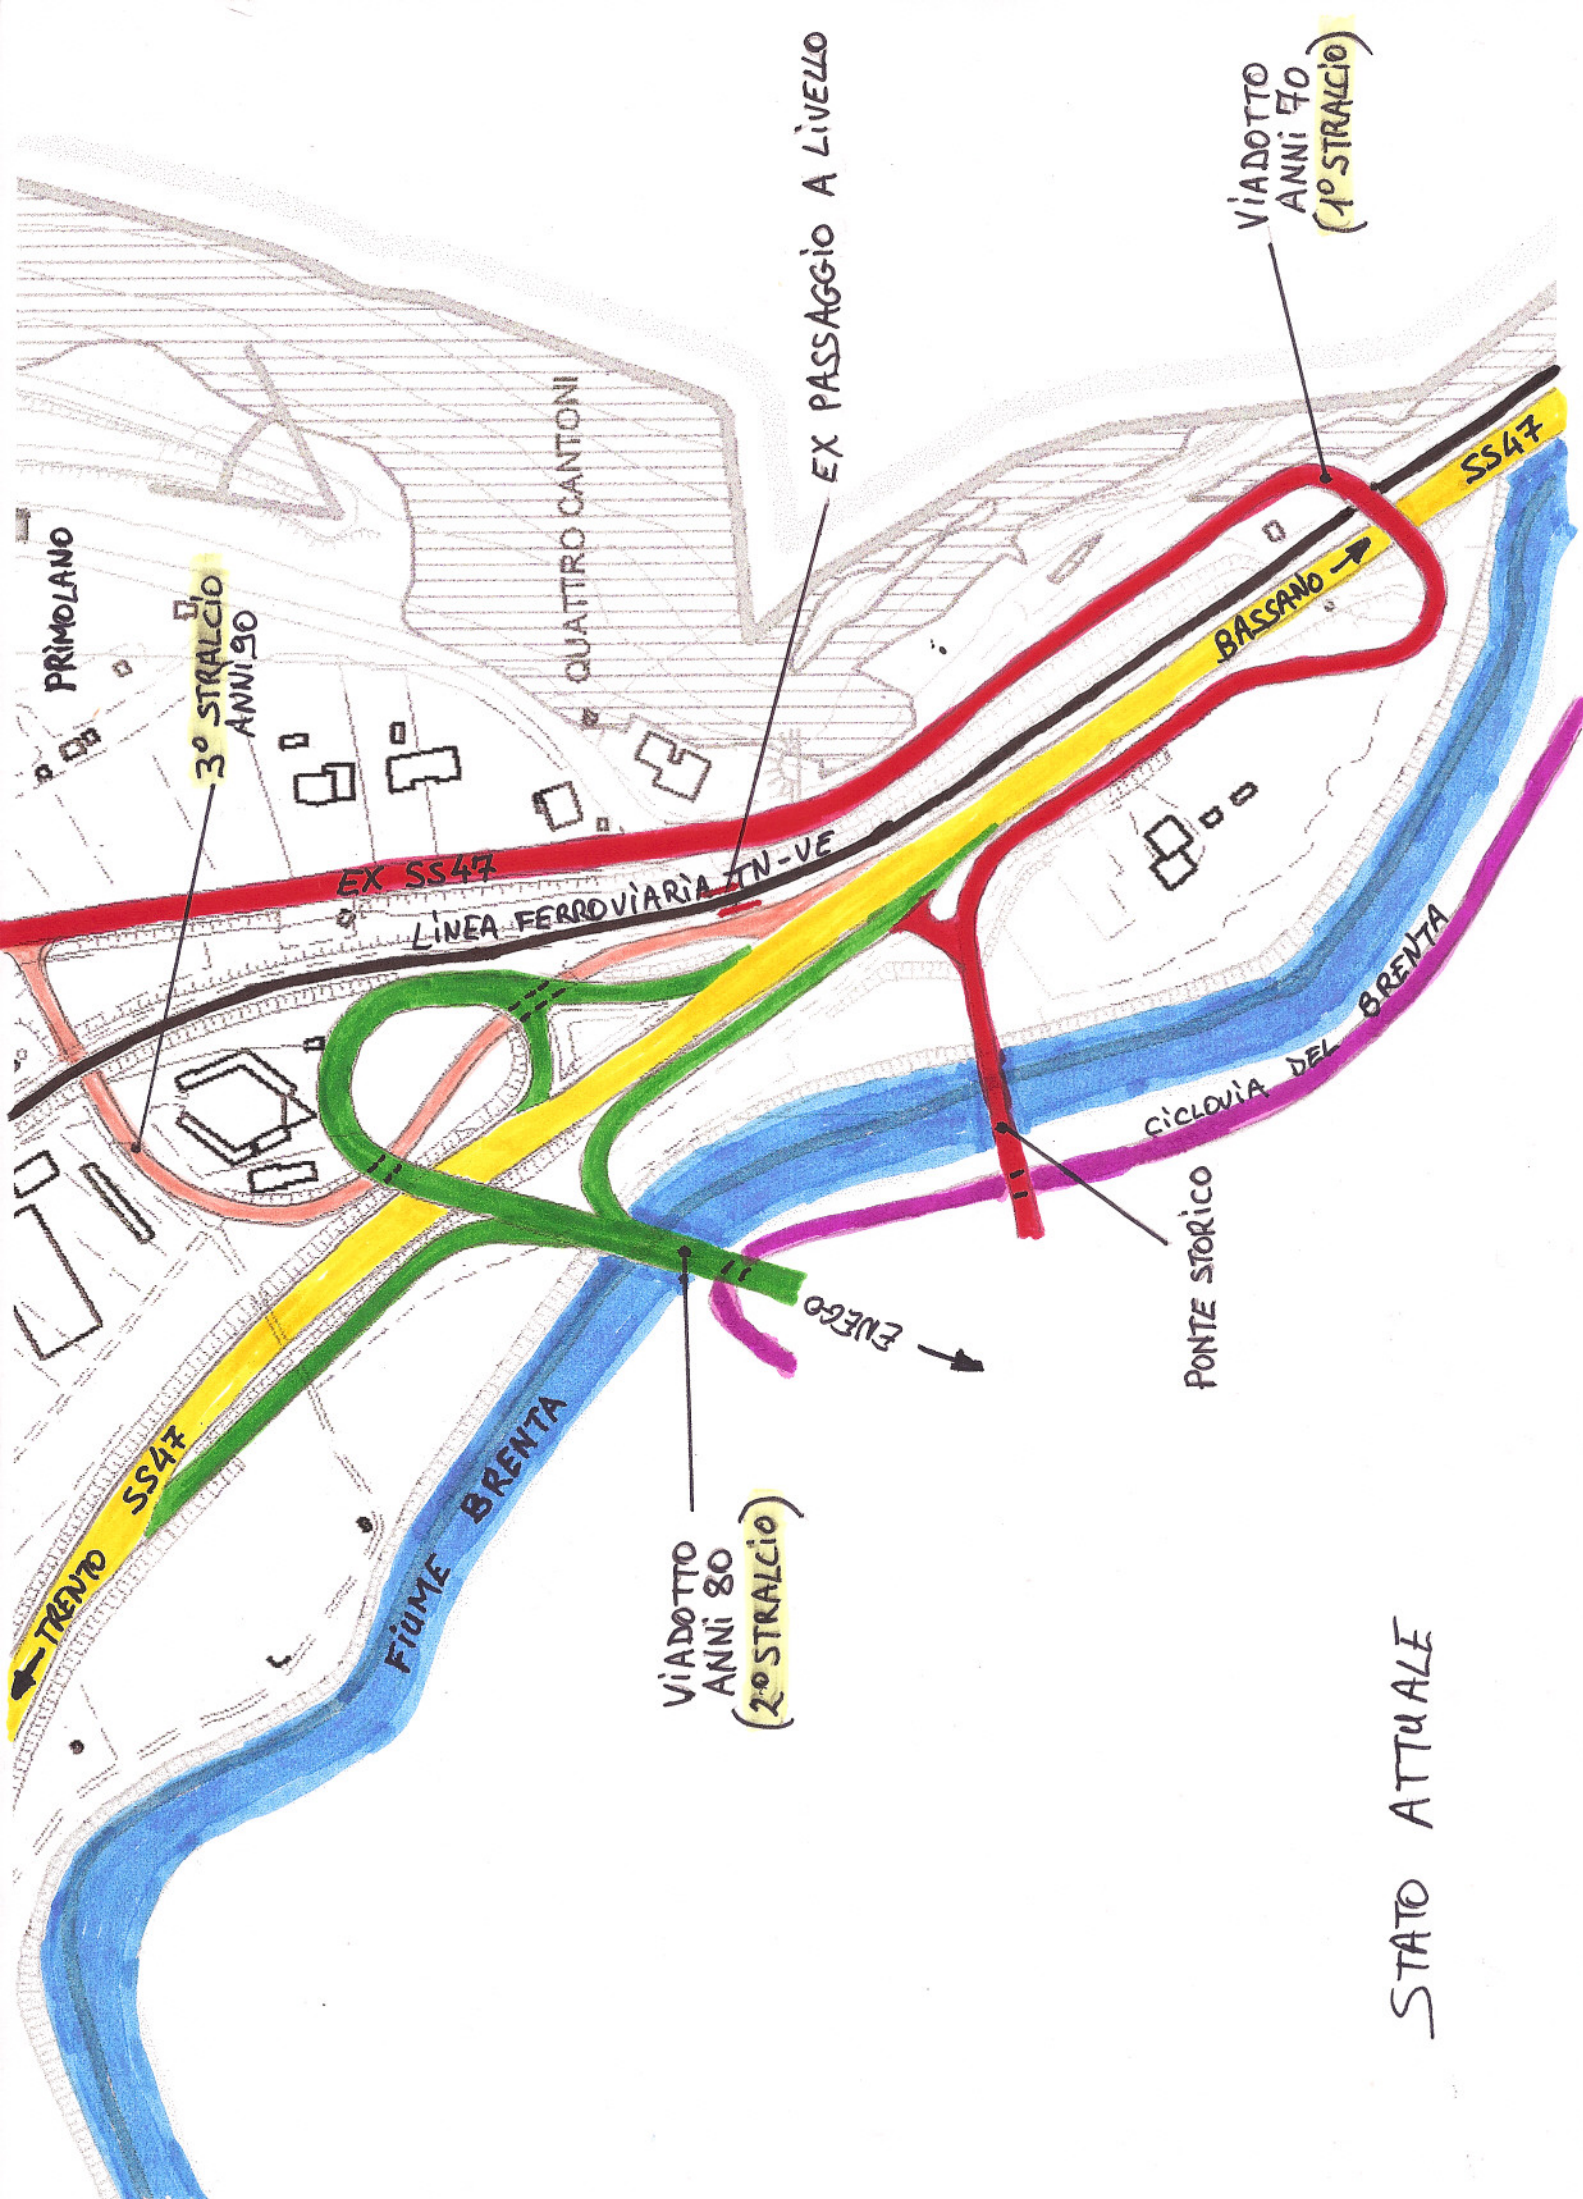 PRIMOLANO
3° STRALCIO
ANNI 90
QUATTRO CANTONI
EX PASSAGGIO A LIVELLO
VIADOTTO
ANNI 70
(1° STRALCIO)
EX SS47
LINEA FERROVIARIA TN-VE
BASSANO →
SS47
← TRENTO
SS47
FIUME BRENTA
CICLOVIA DEL BRENTA
PONTE STORICO
ENEGO →
VIADOTTO
ANNI 80
(2° STRALCIO)
STATO ATTUALE